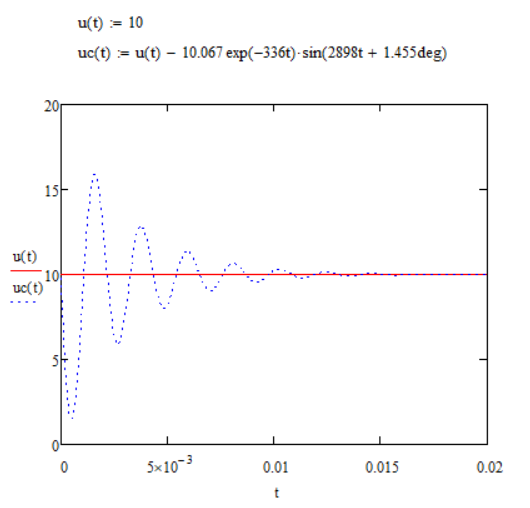 u(t) := 10
uc(t) := u(t) − 10.067 exp(−336t)·sin(2898t + 1.455deg)
20
15
u(t)
10
uc(t)
5
0
0 5×10⁻³ 0.01 0.015 0.02
t